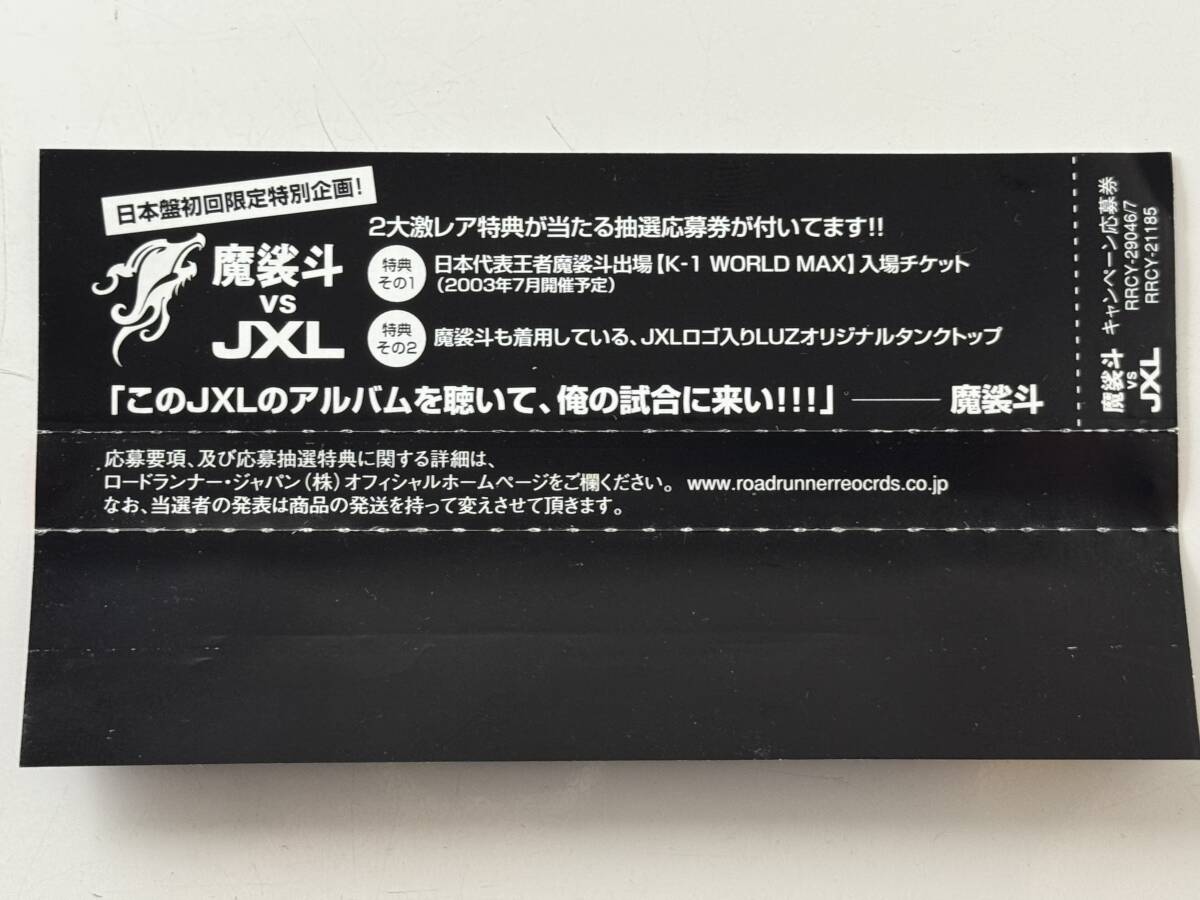 日本盤初回限定特別企画!
魔裟斗
vs
JXL
2大激レア特典が当たる抽選応募券が付いてます!!
特典
その1
日本代表王者魔裟斗出場【K-1 WORLD MAX】入場チケット
(2003年7月開催予定)
特典
その2
魔裟斗も着用している、JXLロゴ入りLUZオリジナルタンクトップ
「このJXLのアルバムを聴いて、俺の試合に来い!!!」――― 魔裟斗
応募要項、及び応募抽選特典に関する詳細は、
ロードランナー・ジャパン(株)オフィシャルホームページをご欄ください。 www.roadrunnerreocrds.co.jp
なお、当選者の発表は商品の発送を持って変えさせて頂きます。
魔裟斗
vs
JXL
キャンペーン応募券
RRCY-29046/7
RRCY-21185